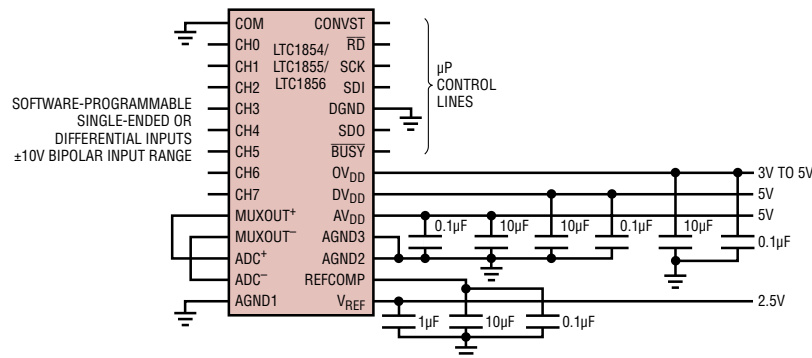 COM
CH0
CH1
CH2
CH3
CH4
CH5
CH6
CH7
MUXOUT+
MUXOUT–
ADC+
ADC–
AGND1
LTC1854/
LTC1855/
LTC1856
CONVST
RD
SCK
SDI
DGND
SDO
BUSY
OVDD
DVDD
AVDD
AGND3
AGND2
REFCOMP
VREF
SOFTWARE-PROGRAMMABLE
SINGLE-ENDED OR
DIFFERENTIAL INPUTS
±10V BIPOLAR INPUT RANGE
µP
CONTROL
LINES
3V TO 5V
5V
5V
0.1µF
10µF
10µF
0.1µF
10µF
0.1µF
2.5V
1µF
10µF
0.1µF